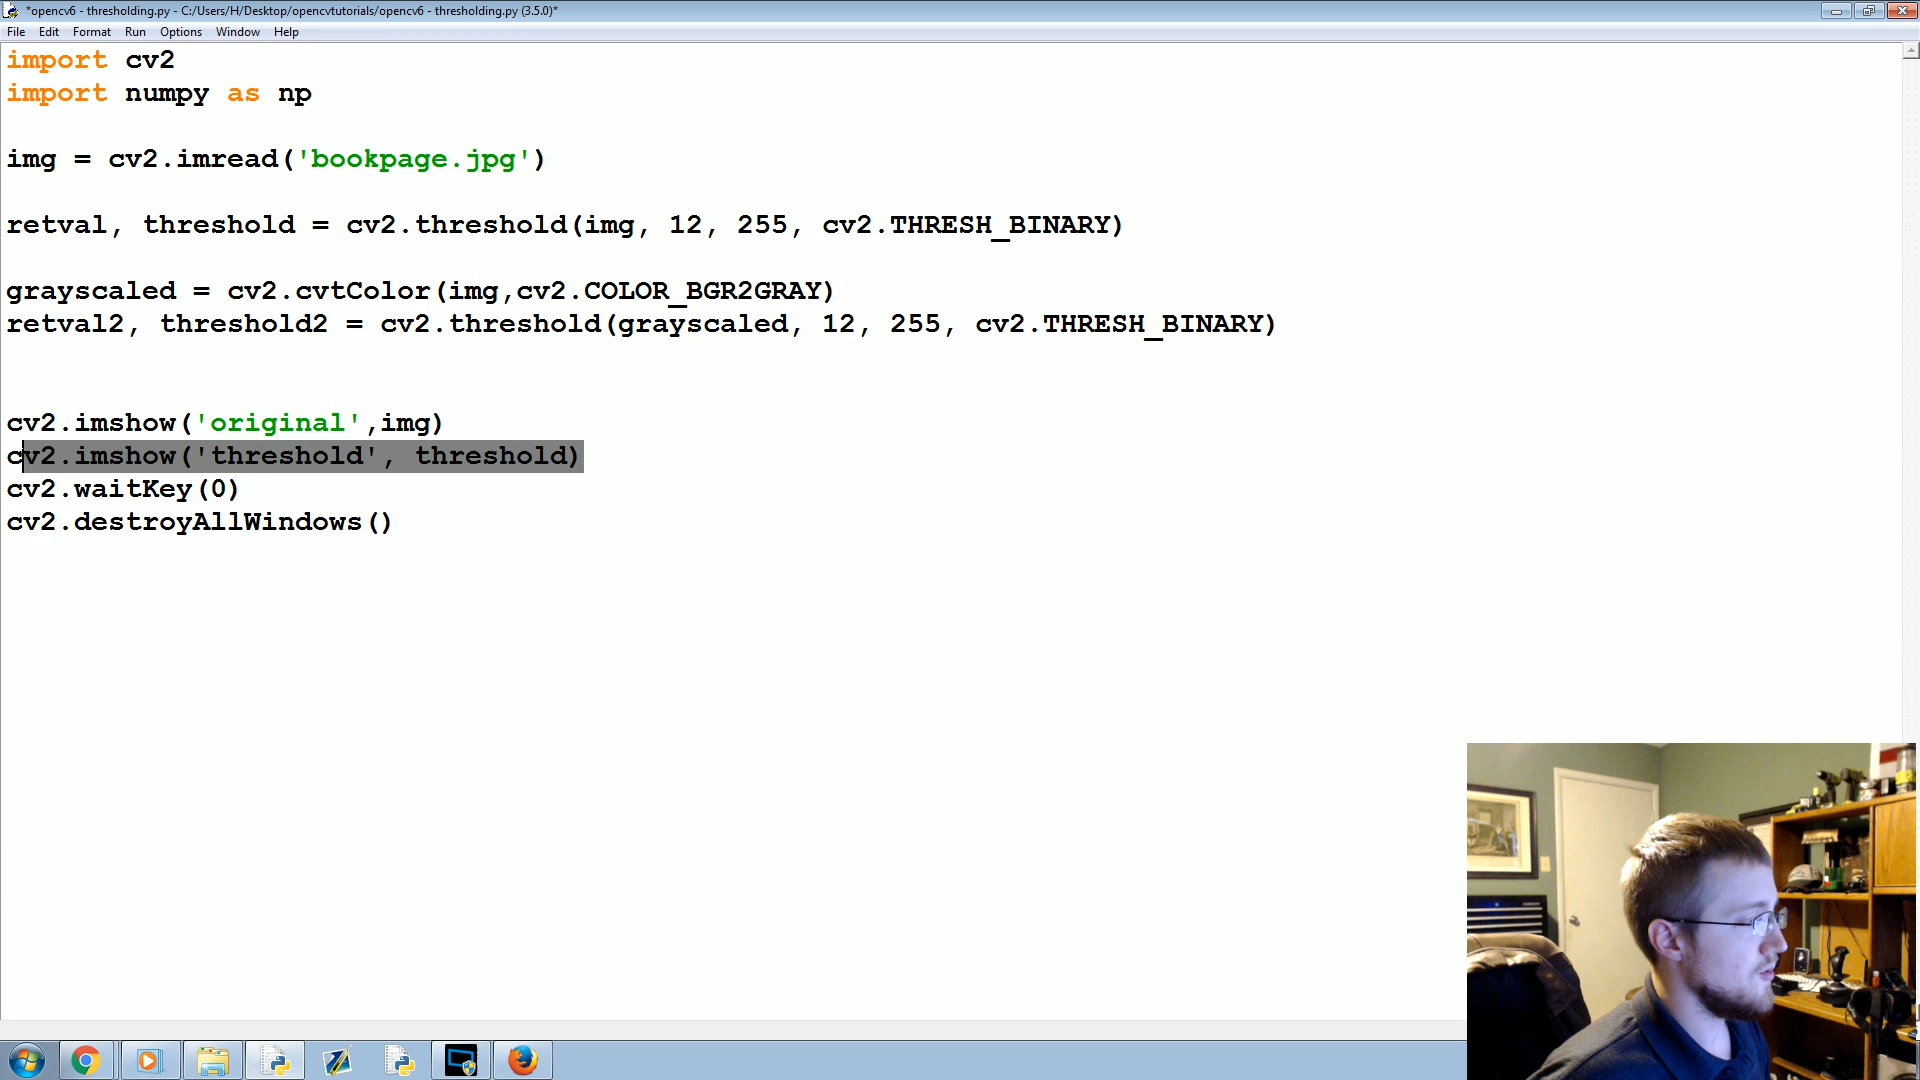 *opencv6 - thresholding.py - C:/Users/H/Desktop/opencvtutorials/opencv6 - thresholding.py (3.5.0)*
File Edit Format Run Options Window Help
import cv2
import numpy as np
img = cv2.imread('bookpage.jpg')
retval, threshold = cv2.threshold(img, 12, 255, cv2.THRESH_BINARY)
grayscaled = cv2.cvtColor(img,cv2.COLOR_BGR2GRAY)
retval2, threshold2 = cv2.threshold(grayscaled, 12, 255, cv2.THRESH_BINARY)
cv2.imshow('original',img)
cv2.imshow('threshold', threshold)
cv2.waitKey(0)
cv2.destroyAllWindows()